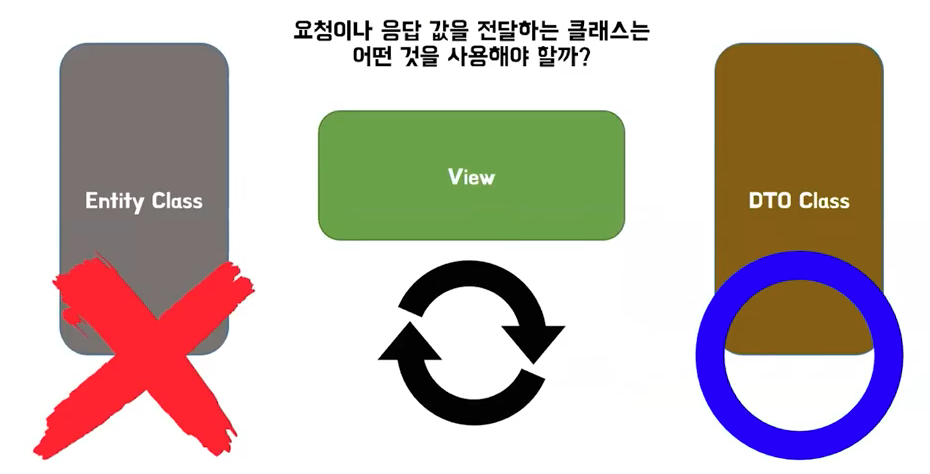 요청이나 응답 값을 전달하는 클래스는
어떤 것을 사용해야 할까?
Entity Class
View
DTO Class